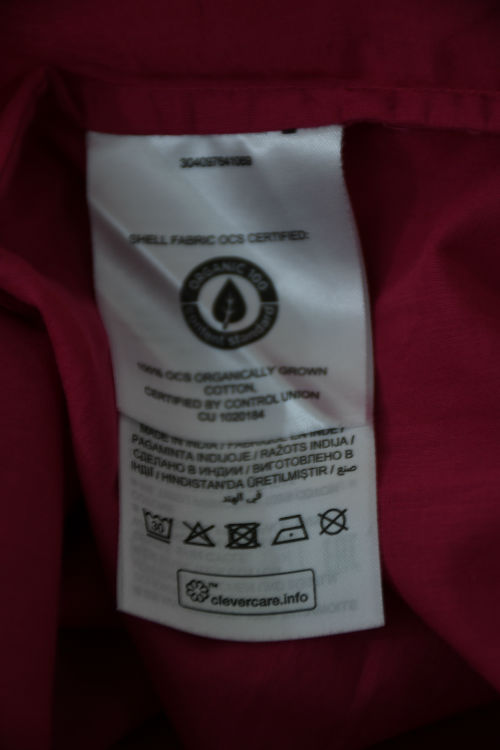 SHELL FABRIC OCS CERTIFIED:
ORGANIC 100
content standard
100% OCS ORGANICALLY GROWN
COTTON,
CERTIFIED BY CONTROL UNION
CU 1020184
MADE IN INDIA / FABRIQUÉ EN INDE /
PAGAMINTA INDIJOJE / RAŽOTS INDIJA /
СДЕЛАНО В ИНДИИ / ВИГОТОВЛЕНО В
ІНДІЇ / HINDISTAN'DA ÜRETILMIŞTIR / صنع
في الهند
30
™
clevercare.info